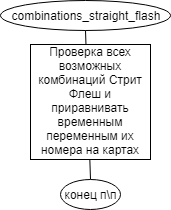 combinations_straight_flash
Проверка всех
возможных
комбинаций Стрит
Флеш и
приравнивать
временным
переменным их
номера на картах
конец п\п